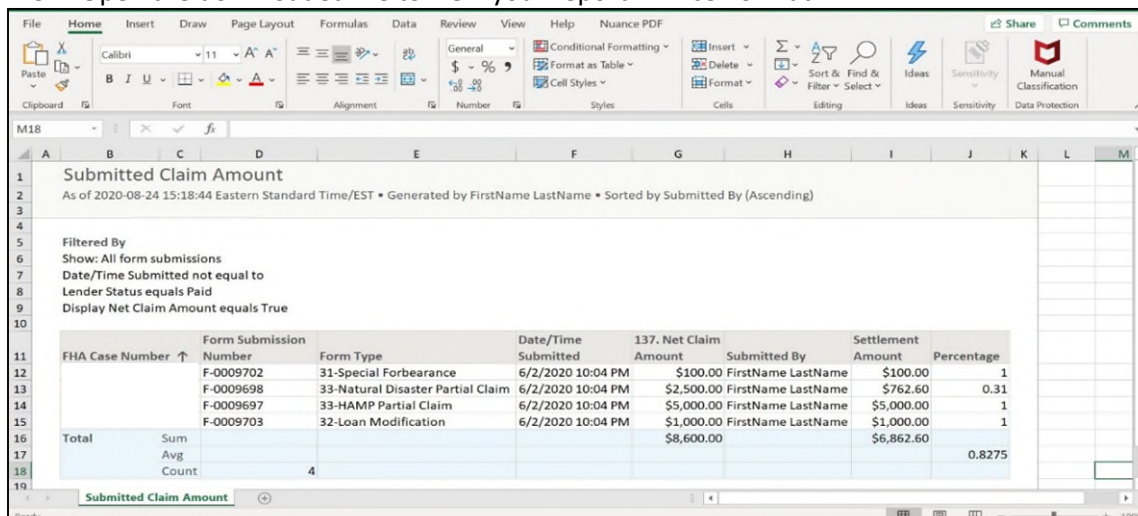 File Home Insert Draw Page Layout Formulas Data Review View Help Nuance PDF Share Comments
Calibri 11 A^ A˅ ab General Conditional Formatting Insert Σ
Paste B I U A $ % , Format as Table Delete Sort & Find & Ideas Sensitivity Manual
Cell Styles Format Filter Select Classification
Clipboard Font Alignment Number Styles Cells Editing Ideas Sensitivity Data Protection
M18 fx
A B C D E F G H I J K L M
1 Submitted Claim Amount
2 As of 2020-08-24 15:18:44 Eastern Standard Time/EST • Generated by FirstName LastName • Sorted by Submitted By (Ascending)
3
4
5 Filtered By
6 Show: All form submissions
7 Date/Time Submitted not equal to
8 Lender Status equals Paid
9 Display Net Claim Amount equals True
10
Form Submission Date/Time 137. Net Claim Settlement
11 FHA Case Number ↑ Number Form Type Submitted Amount Submitted By Amount Percentage
12 F-0009702 31-Special Forbearance 6/2/2020 10:04 PM $100.00 FirstName LastName $100.00 1
13 F-0009698 33-Natural Disaster Partial Claim 6/2/2020 10:04 PM $2,500.00 FirstName LastName $762.60 0.31
14 F-0009697 33-HAMP Partial Claim 6/2/2020 10:04 PM $5,000.00 FirstName LastName $5,000.00 1
15 F-0009703 32-Loan Modification 6/2/2020 10:04 PM $1,000.00 FirstName LastName $1,000.00 1
16 Total Sum $8,600.00 $6,862.60
17 Avg 0.8275
18 Count 4
19
Submitted Claim Amount